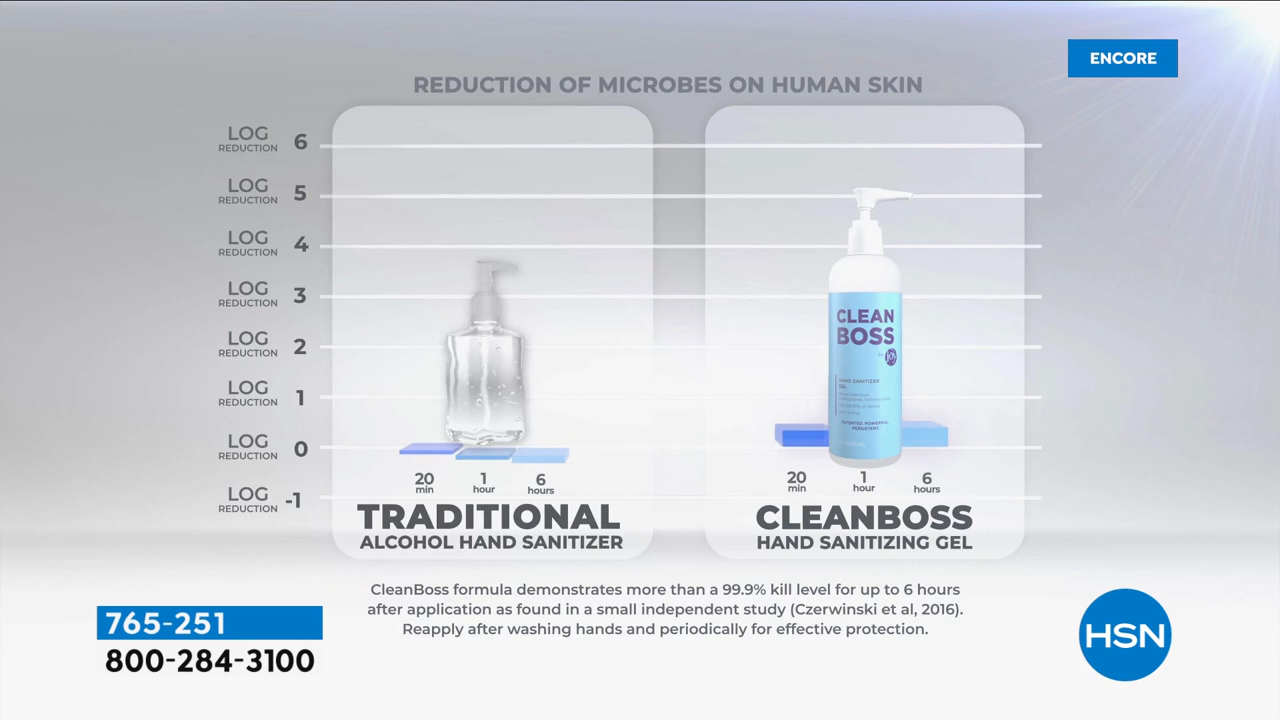 ENCORE
REDUCTION OF MICROBES ON HUMAN SKIN
LOG
REDUCTION 6
LOG
REDUCTION 5
LOG
REDUCTION 4
LOG
REDUCTION 3
LOG
REDUCTION 2
LOG
REDUCTION 1
LOG
REDUCTION 0
LOG
REDUCTION -1
20
min
1
hour
6
hours
TRADITIONAL
ALCOHOL HAND SANITIZER
CLEAN
BOSS
by joy
HAND SANITIZER
GEL
PATENTED. POWERFUL.
PERSISTENT.
20
min
1
hour
6
hours
CLEANBOSS
HAND SANITIZING GEL
CleanBoss formula demonstrates more than a 99.9% kill level for up to 6 hours
after application as found in a small independent study (Czerwinski et al, 2016).
Reapply after washing hands and periodically for effective protection.
765-251
800-284-3100
HSN